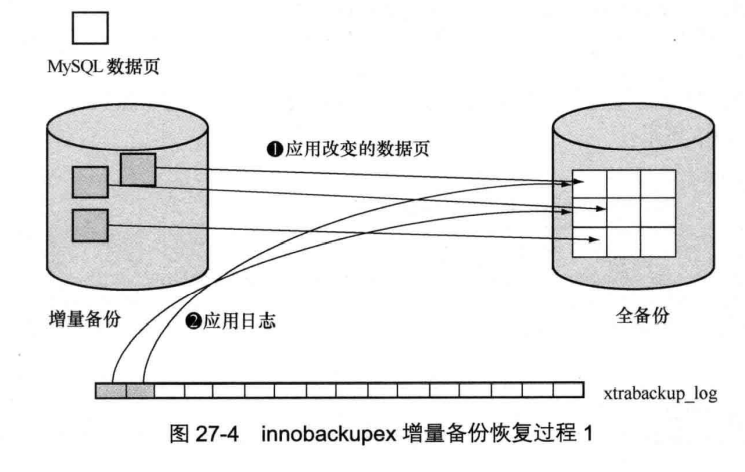 MySQL 数据页
❶应用改变的数据页
增量备份
❷应用日志
全备份
xtrabackup_log
图 27-4 innobackupex 增量备份恢复过程 1